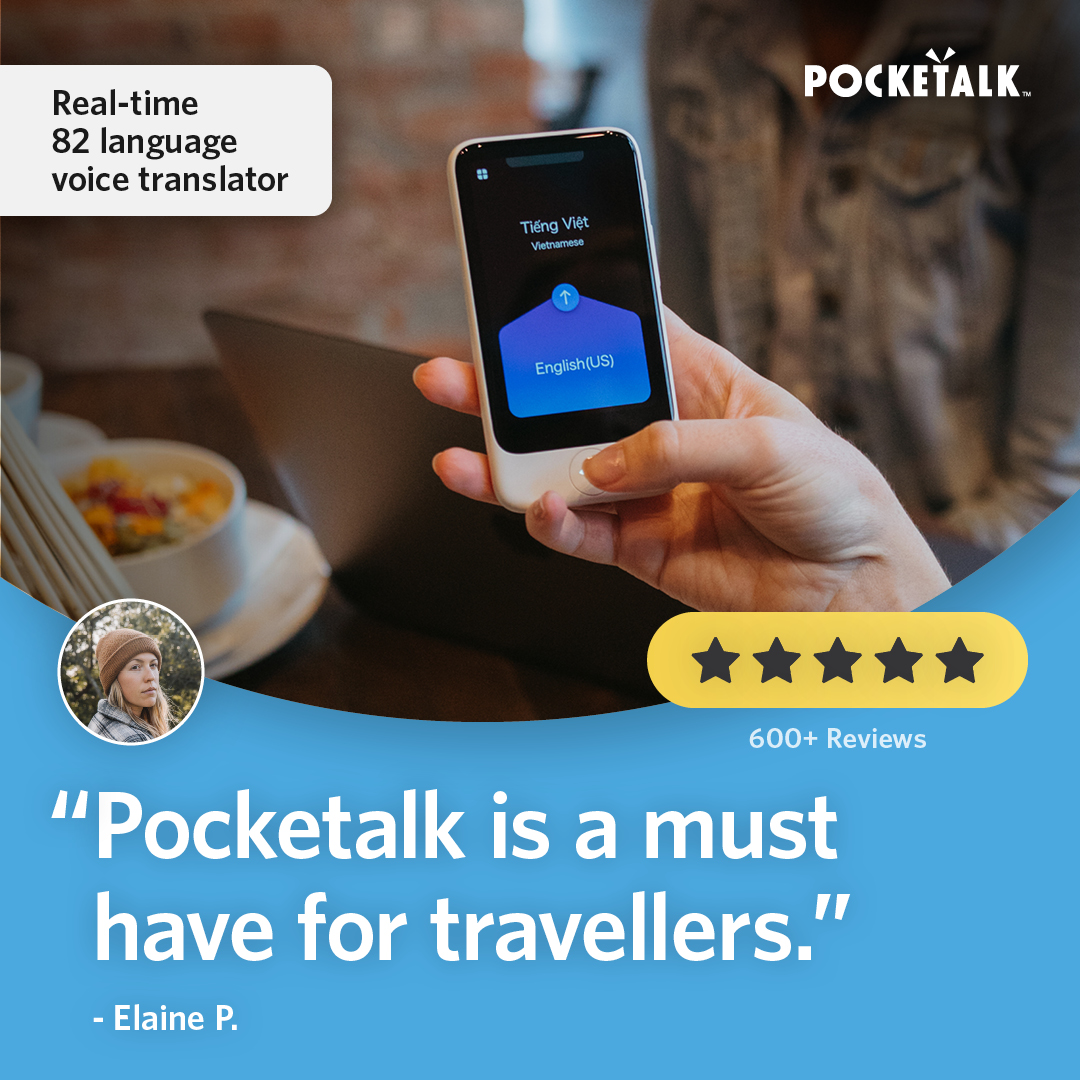 Real-time
82 language
voice translator
POCKETALK™
Tiếng Việt
Vietnamese
English(US)
600+ Reviews
“Pocketalk is a must
have for travellers.”
- Elaine P.